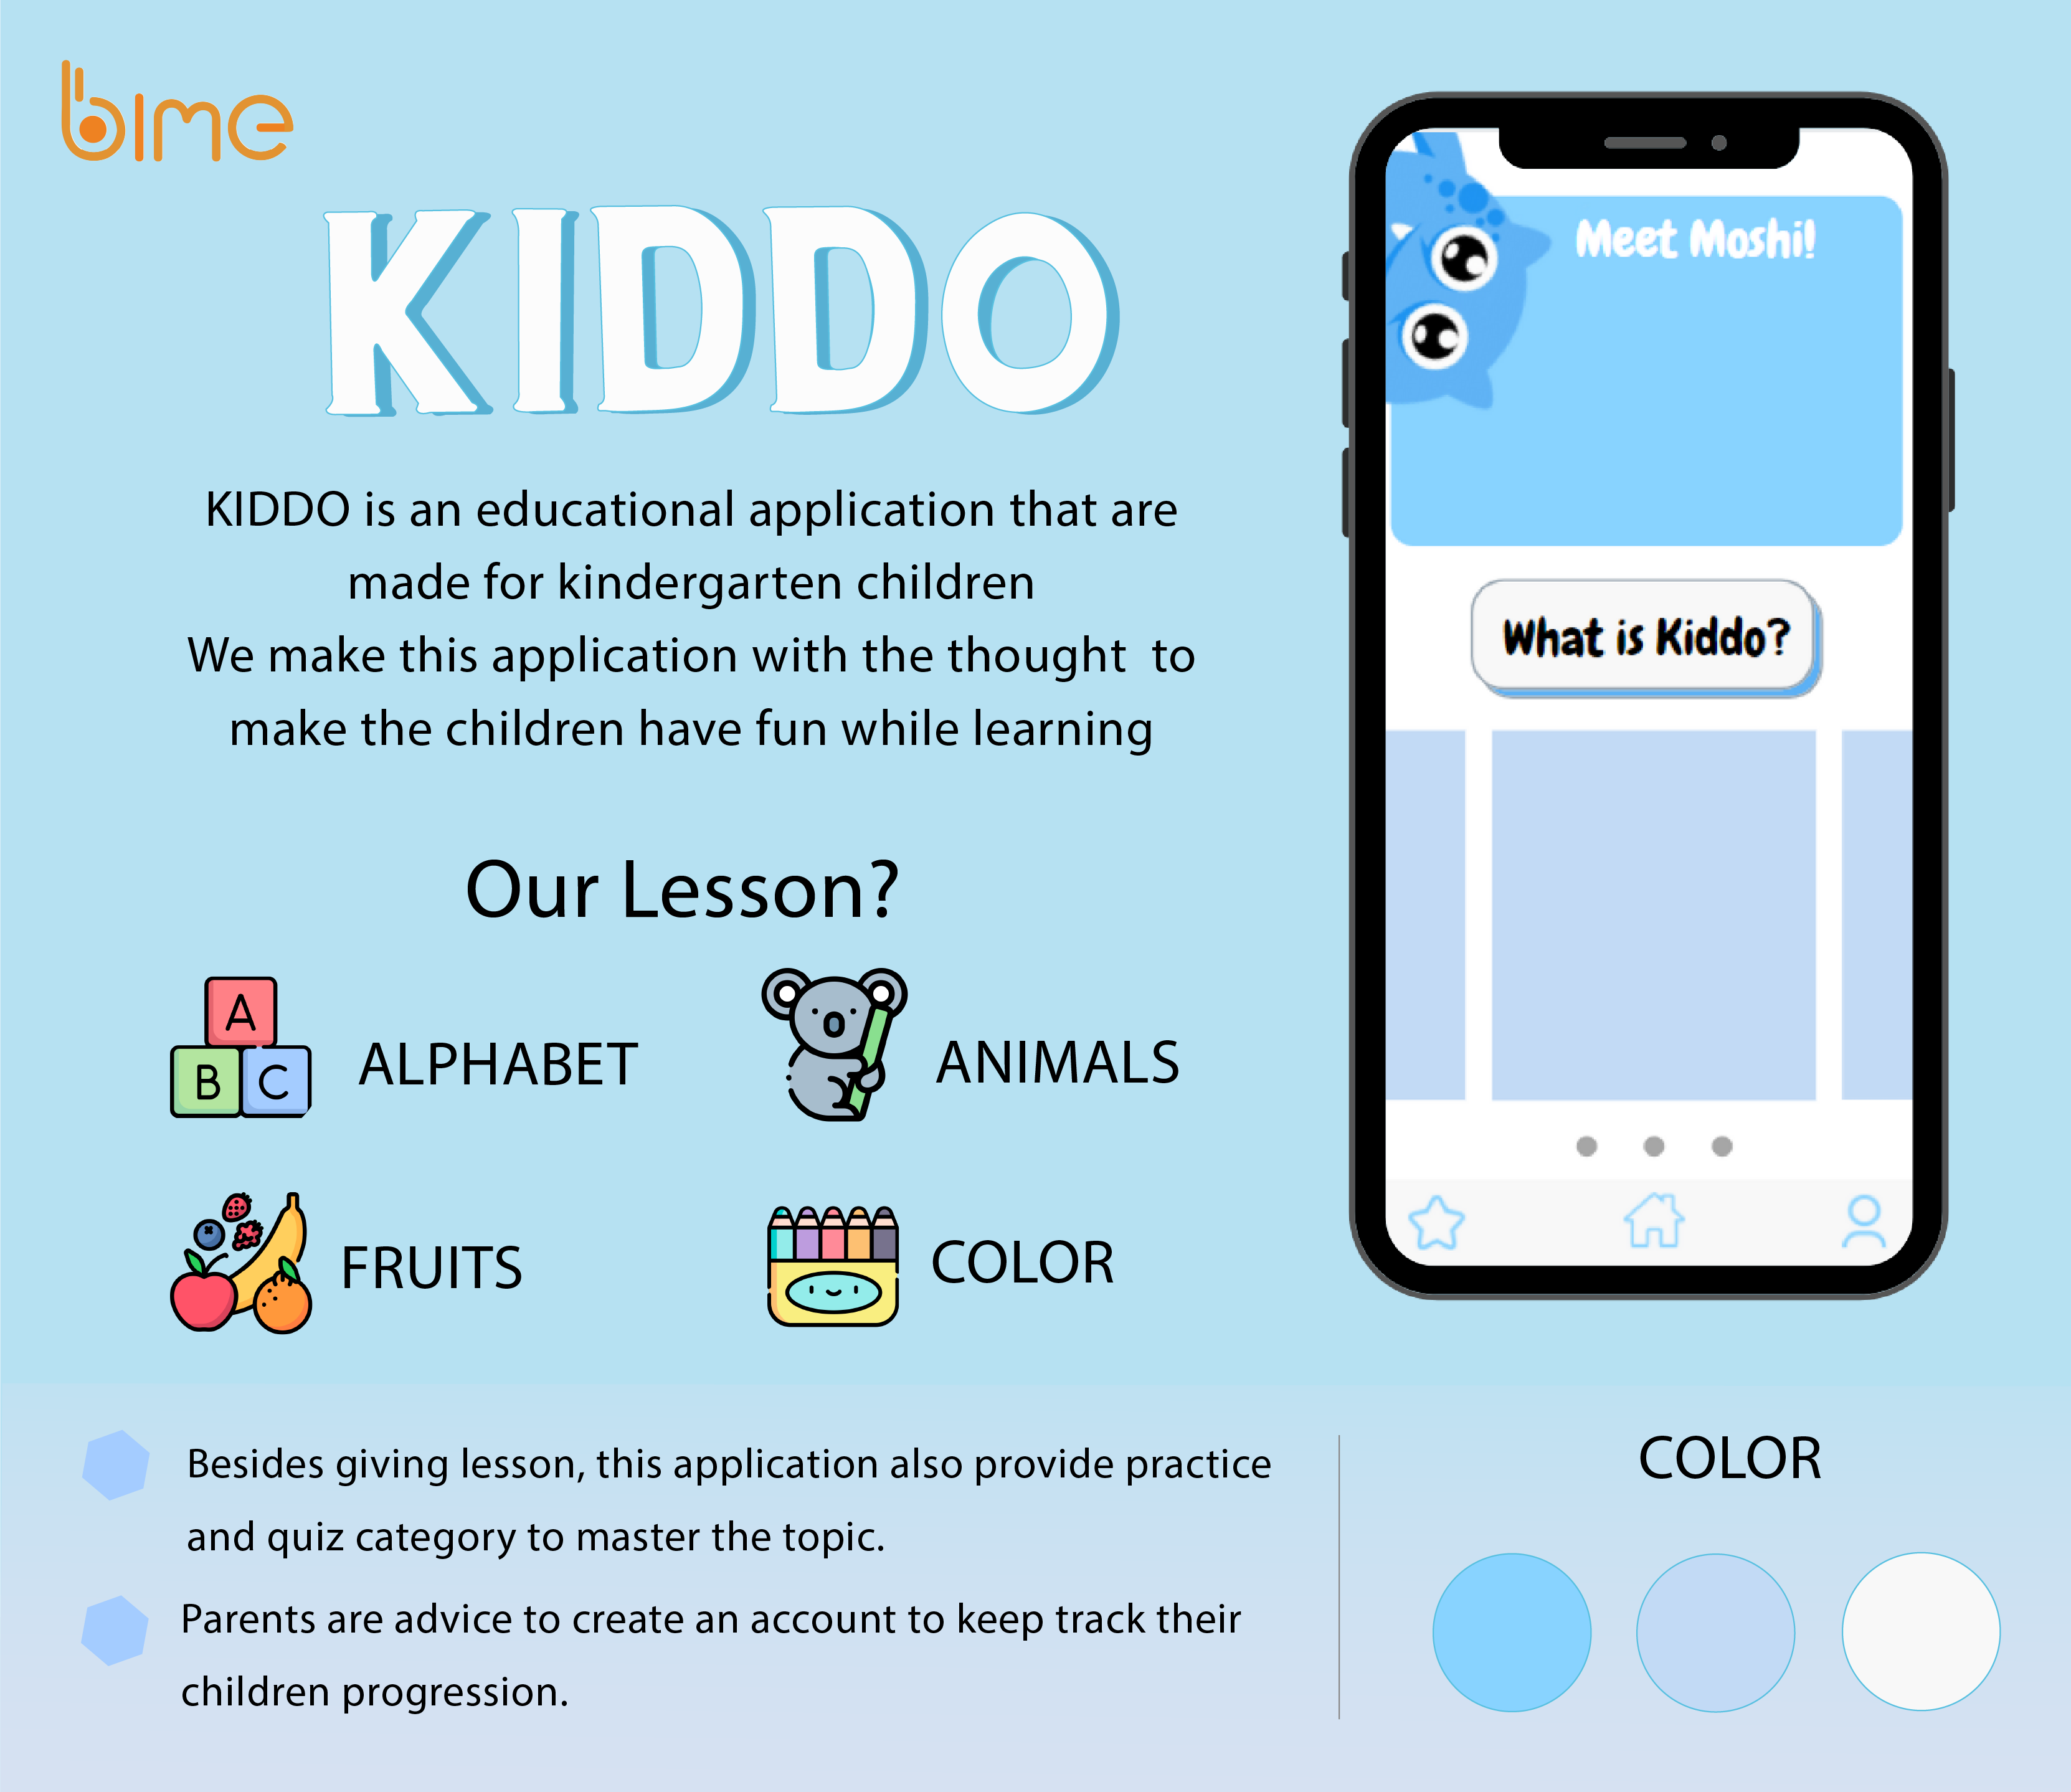 bime
KIDDO
KIDDO is an educational application that are
made for kindergarten children
We make this application with the thought to
make the children have fun while learning
Our Lesson?
A
B C
ALPHABET
ANIMALS
FRUITS
COLOR
Meet Moshi!
What is Kiddo?
Besides giving lesson, this application also provide practice
and quiz category to master the topic.
Parents are advice to create an account to keep track their
children progression.
COLOR